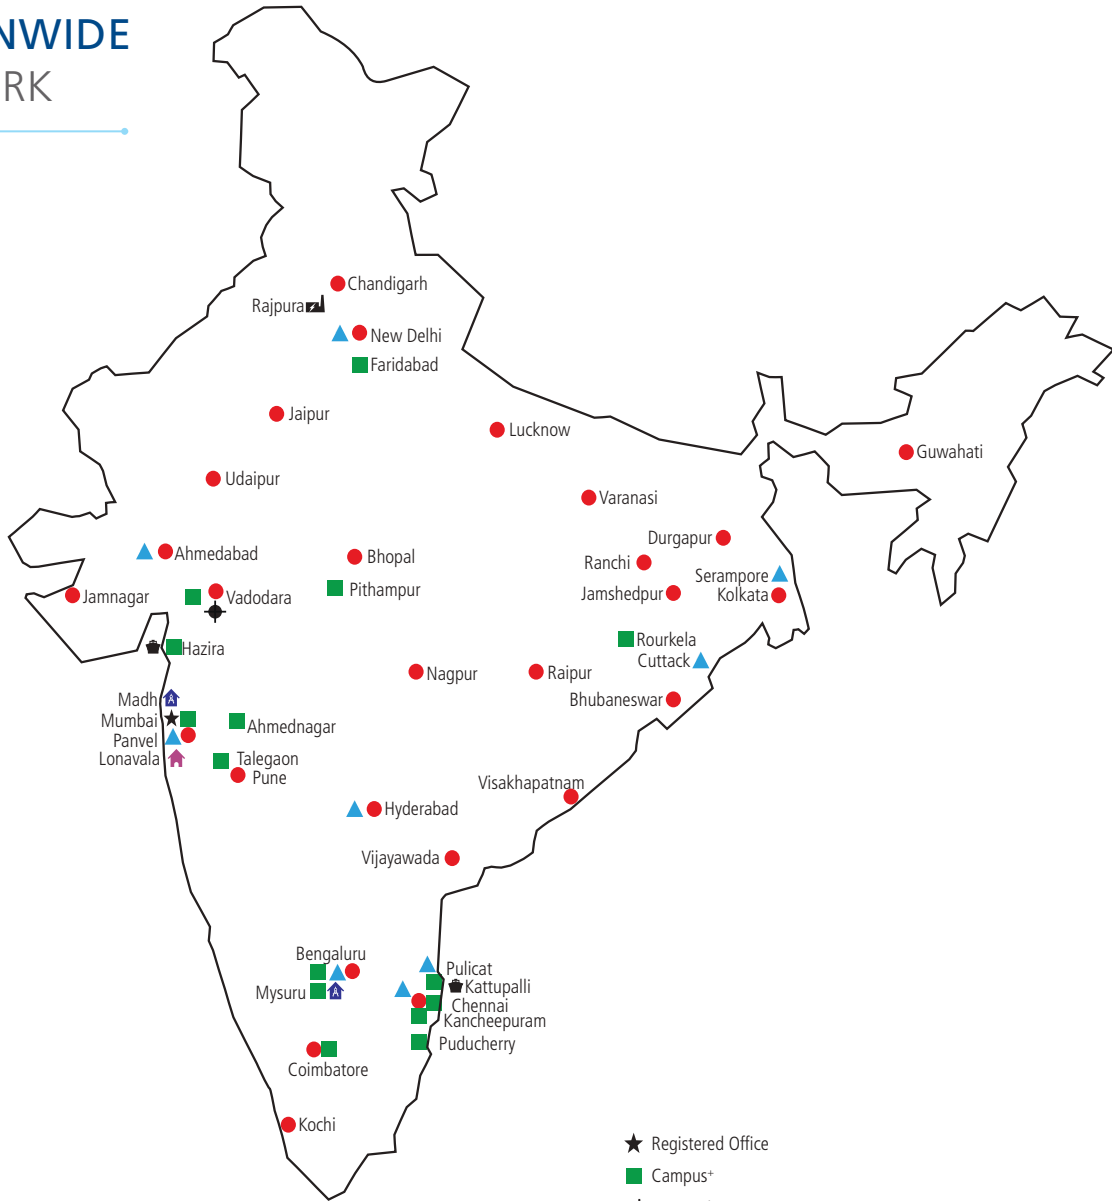 NWIDE
RK
Chandigarh
Rajpura
New Delhi
Faridabad
Jaipur
Lucknow
Guwahati
Udaipur
Varanasi
Durgapur
Ahmedabad
Bhopal
Ranchi
Serampore
Pithampur
Jamnagar
Vadodara
Jamshedpur
Kolkata
Rourkela
Hazira
Cuttack
Nagpur
Raipur
Madh
Bhubaneswar
Mumbai
Ahmednagar
Panvel
Lonavala
Talegaon
Pune
Visakhapatnam
Hyderabad
Vijayawada
Bengaluru
Pulicat
Kattupalli
Mysuru
Chennai
Kancheepuram
Puducherry
Coimbatore
Kochi
Registered Office
Campus+